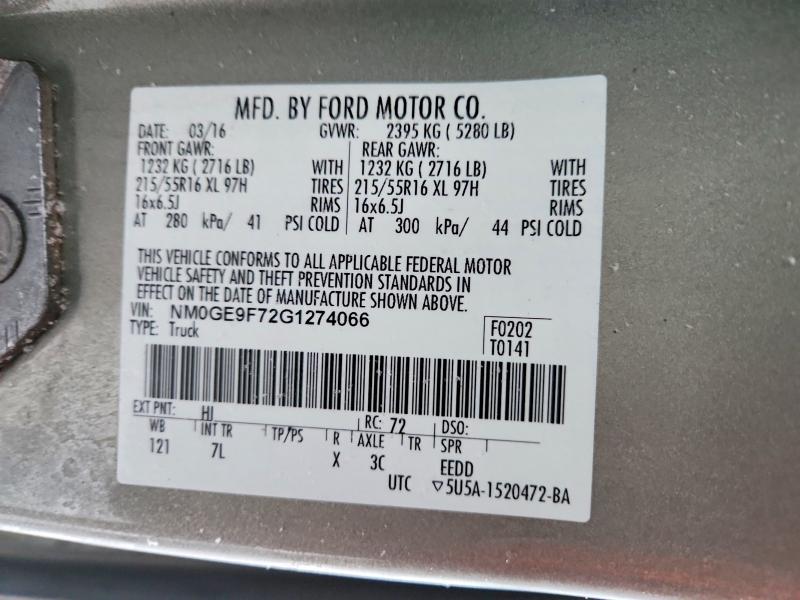 MFD. BY FORD MOTOR CO.
DATE: 03/16 GVWR: 2395 KG ( 5280 LB)
FRONT GAWR: REAR GAWR:
1232 KG ( 2716 LB) WITH 1232 KG ( 2716 LB) WITH
215/55R16 XL 97H TIRES 215/55R16 XL 97H TIRES
16x6.5J RIMS 16x6.5J RIMS
AT 280 kPa/ 41 PSI COLD AT 300 kPa/ 44 PSI COLD
THIS VEHICLE CONFORMS TO ALL APPLICABLE FEDERAL MOTOR
VEHICLE SAFETY AND THEFT PREVENTION STANDARDS IN
EFFECT ON THE DATE OF MANUFACTURE SHOWN ABOVE.
VIN: NM0GE9F72G1274066 F0202
TYPE: Truck T0141
EXT PNT: HJ RC: 72 DSO:
WB INT TR TP/PS R AXLE TR SPR
121 7L X 3C EEDD
UTC ▽5U5A-1520472-BA